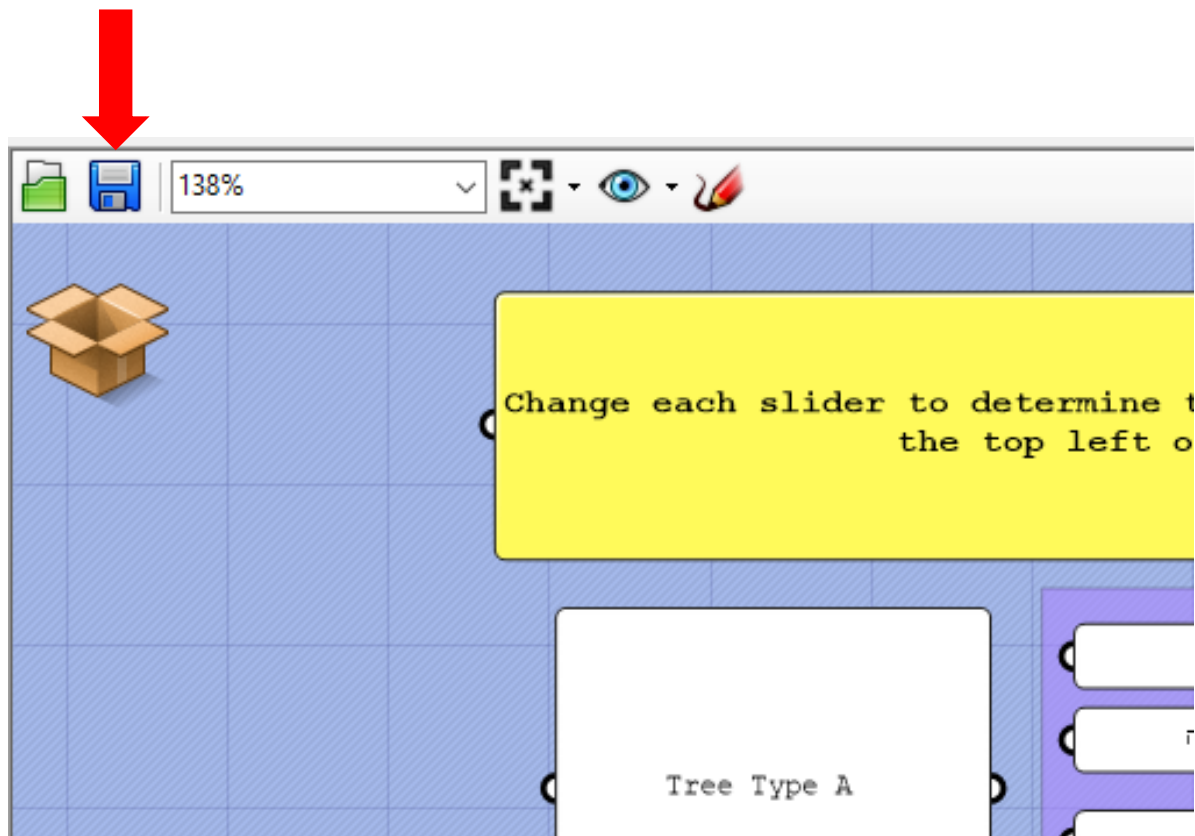 138%
Change each slider to determine t
the top left o
Tree Type A
ה